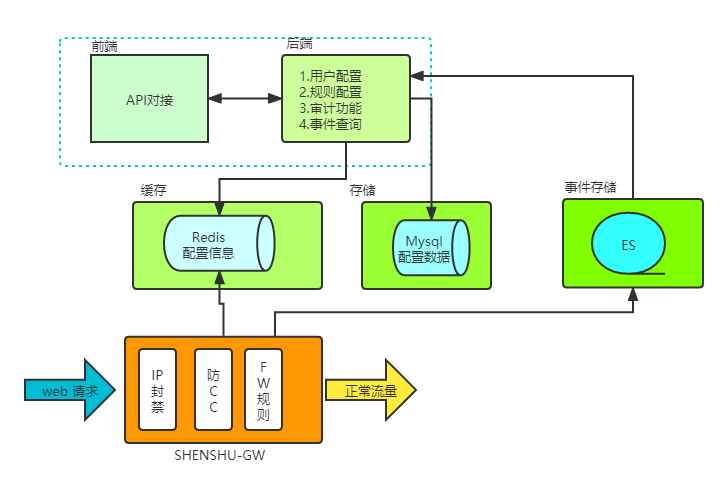 前端
后端
API对接
1.用户配置
2.规则配置
3.审计功能
4.事件查询
缓存
存储
事件存储
Redis
配置信息
Mysql
配置数据
ES
web 请求
IP
封
禁
防
C
C
F
W
规
则
正常流量
SHENSHU-GW